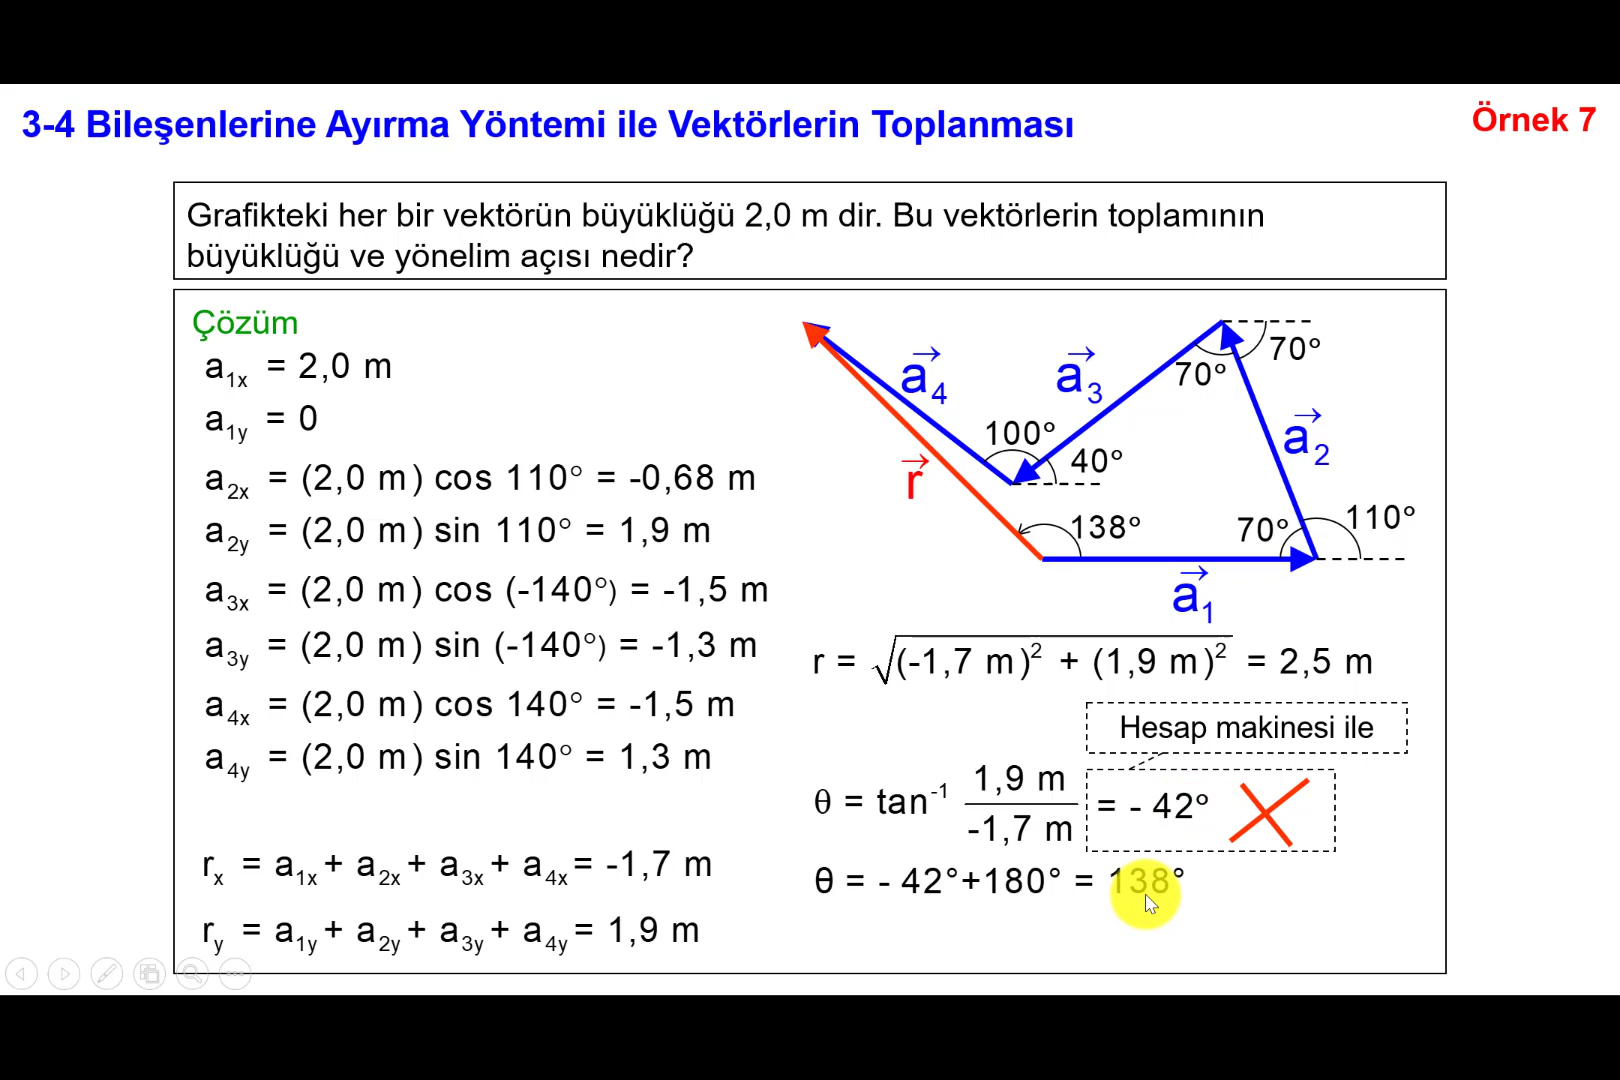 3-4 Bileşenlerine Ayırma Yöntemi ile Vektörlerin Toplanması
Örnek 7
Grafikteki her bir vektörün büyüklüğü 2,0 m dir. Bu vektörlerin toplamının
büyüklüğü ve yönelim açısı nedir?
Çözüm
a1x = 2,0 m
a1y = 0
a2x = (2,0 m) cos 110° = -0,68 m
a2y = (2,0 m) sin 110° = 1,9 m
a3x = (2,0 m) cos (-140°) = -1,5 m
a3y = (2,0 m) sin (-140°) = -1,3 m
a4x = (2,0 m) cos 140° = -1,5 m
a4y = (2,0 m) sin 140° = 1,3 m
rx = a1x + a2x + a3x + a4x = -1,7 m
ry = a1y + a2y + a3y + a4y = 1,9 m
a⃗4
a⃗3
70°
70°
100°
40°
a⃗2
r⃗
138°
70°
110°
a⃗1
r = √(-1,7 m)² + (1,9 m)² = 2,5 m
Hesap makinesi ile
θ = tan⁻¹ 1,9 m / -1,7 m = - 42°
θ = - 42°+180° = 138°